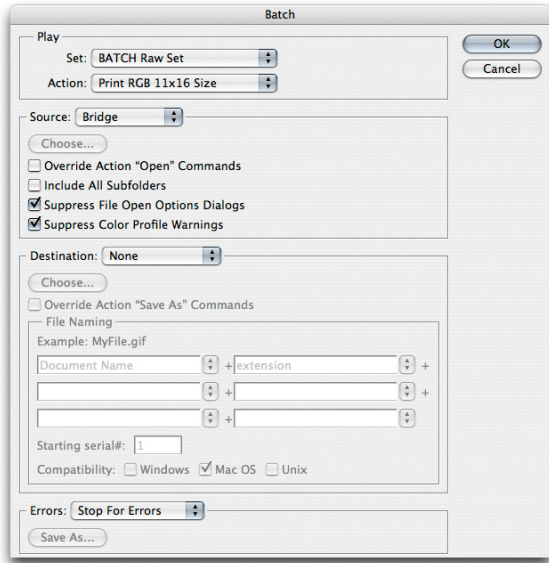 Batch
Play
Set: BATCH Raw Set
Action: Print RGB 11x16 Size
OK
Cancel
Source: Bridge
Choose...
Override Action “Open” Commands
Include All Subfolders
Suppress File Open Options Dialogs
Suppress Color Profile Warnings
Destination: None
Choose...
Override Action “Save As” Commands
File Naming
Example: MyFile.gif
Document Name + extension +
+ +
+
Starting serial#: 1
Compatibility: Windows Mac OS Unix
Errors: Stop For Errors
Save As...